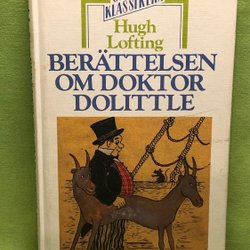 KLASSIKER
Hugh
Lofting
BERÄTTELSEN
OM DOKTOR
DOLITTLE